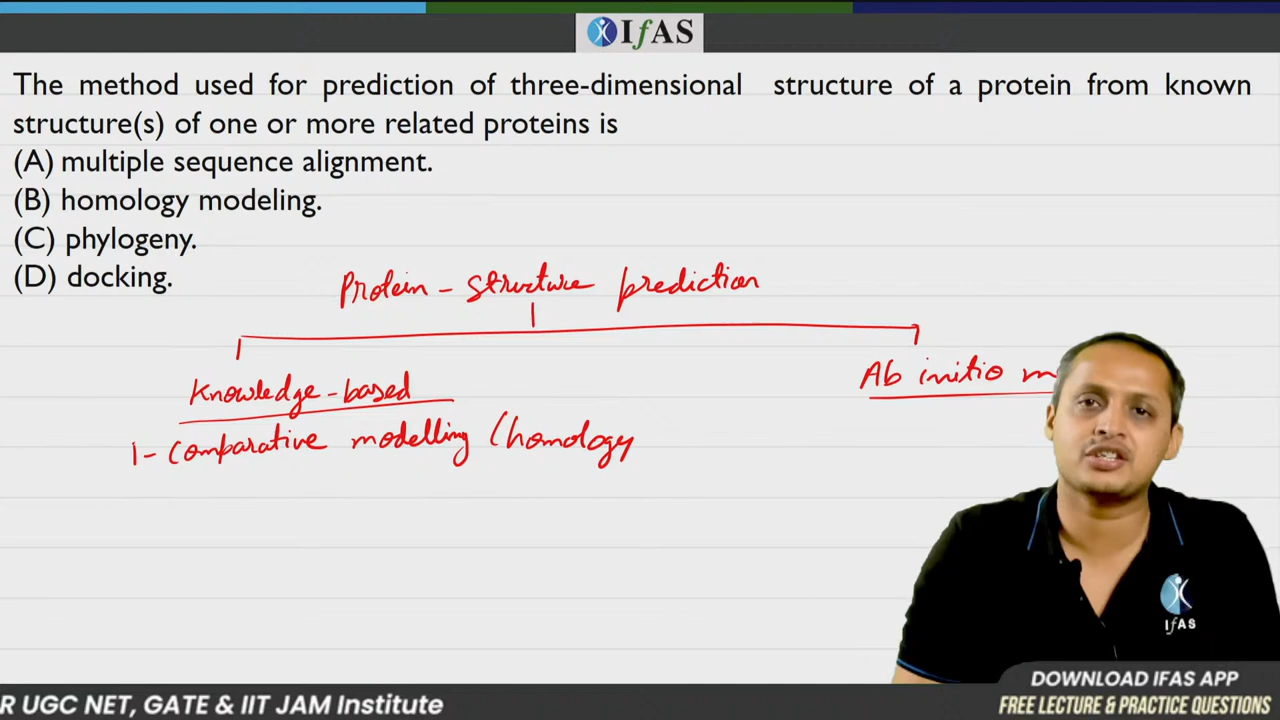 IfAS
The method used for prediction of three-dimensional structure of a protein from known
structure(s) of one or more related proteins is
(A) multiple sequence alignment.
(B) homology modeling.
(C) phylogeny.
(D) docking.
Protein - structure prediction
Knowledge-based
Ab initio m
1- Comparative modelling (homology
IfAS
DOWNLOAD IFAS APP
FREE LECTURE & PRACTICE QUESTIONS
R UGC NET, GATE & IIT JAM Institute